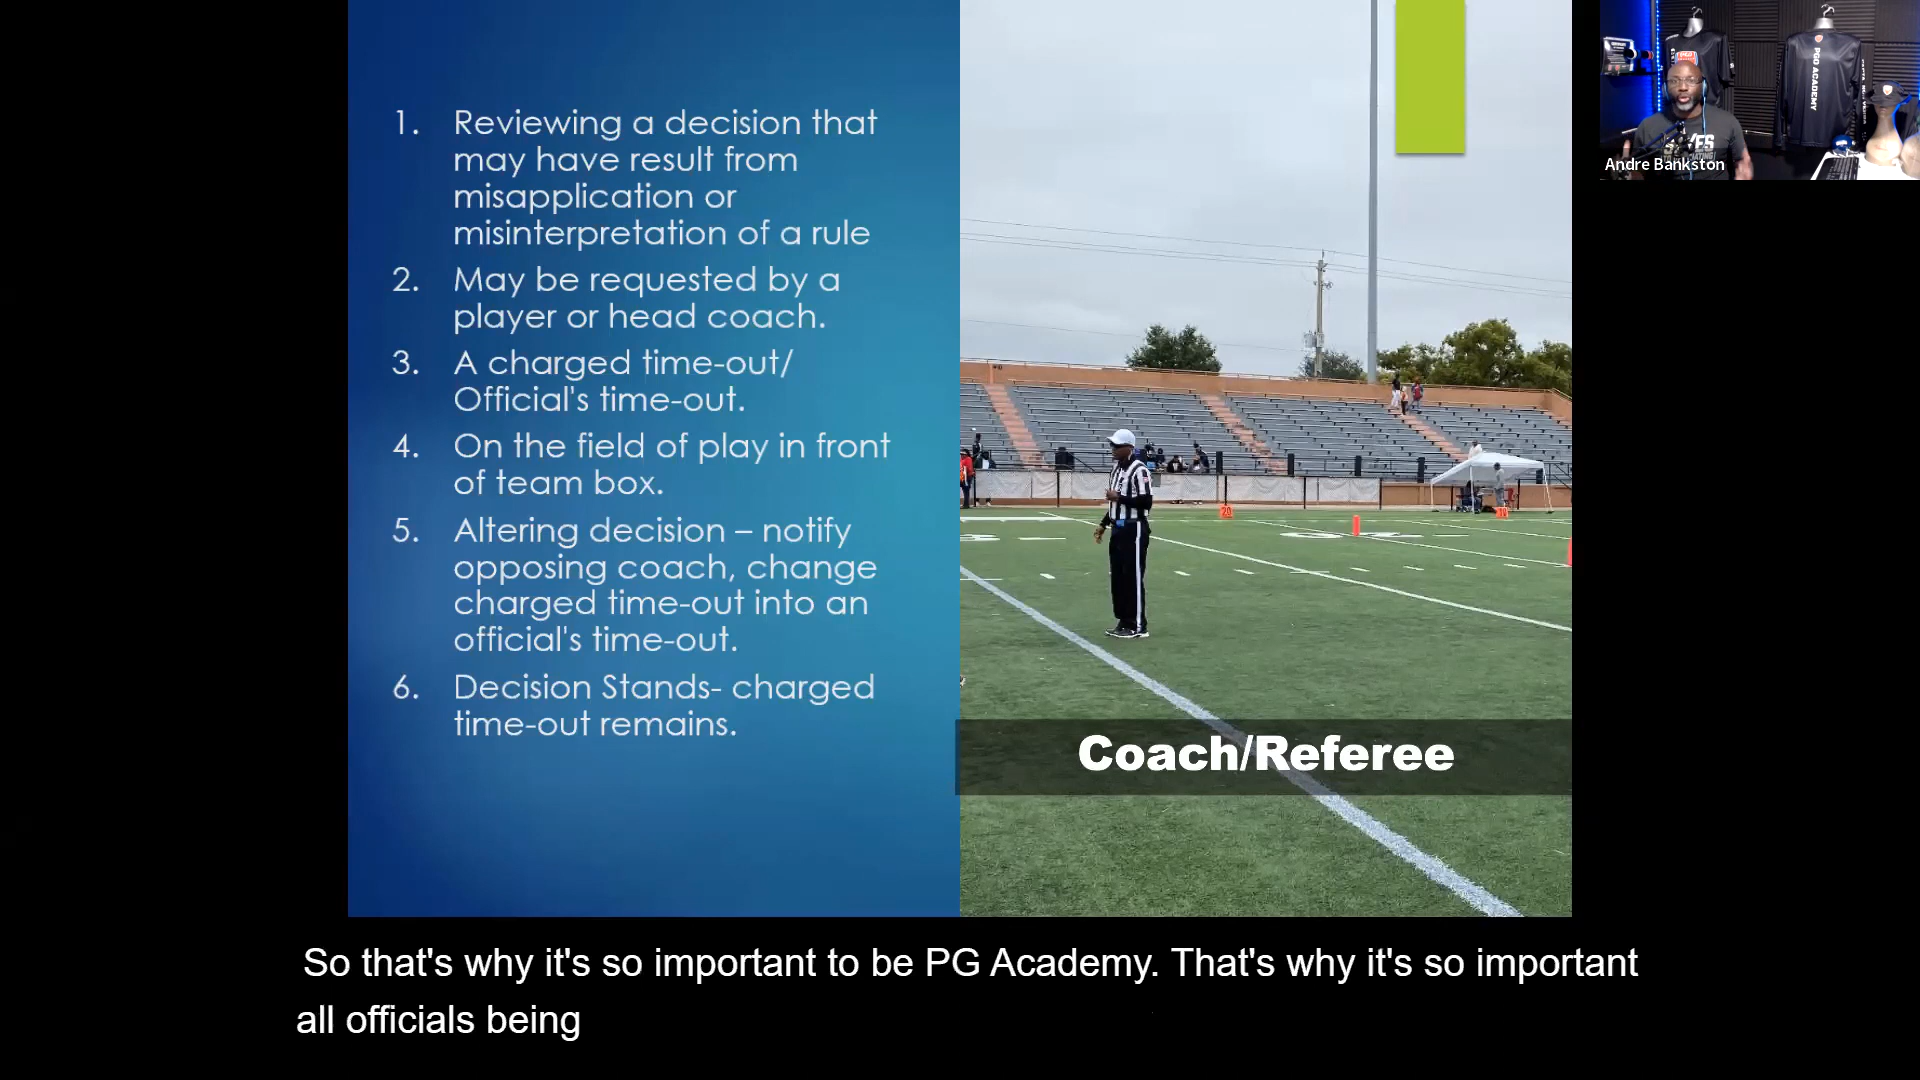 1. Reviewing a decision that
may have result from
misapplication or
misinterpretation of a rule
2. May be requested by a
player or head coach.
3. A charged time-out/
Official's time-out.
4. On the field of play in front
of team box.
5. Altering decision – notify
opposing coach, change
charged time-out into an
official's time-out.
6. Decision Stands- charged
time-out remains.
20
10
Coach/Referee
PGO ACADEMY
Andre Bankston
So that's why it's so important to be PG Academy. That's why it's so important
all officials being